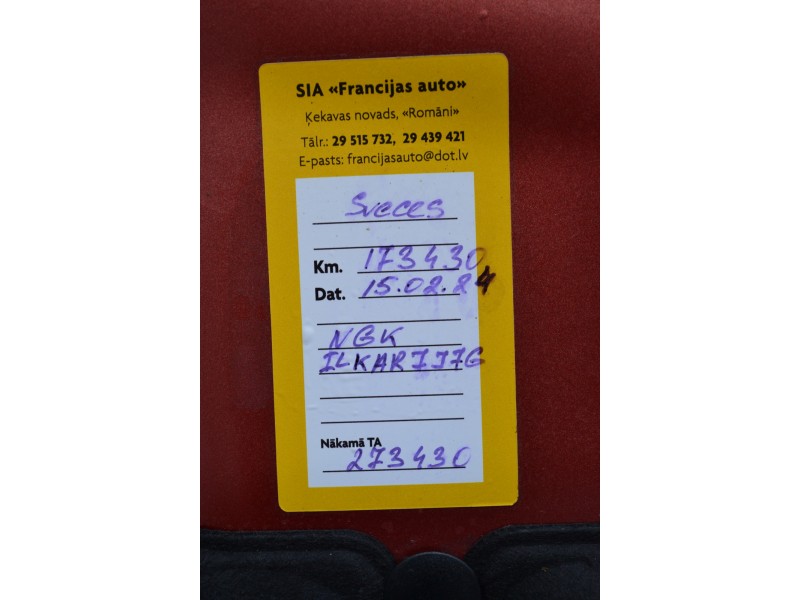 SIA «Francijas auto»
Ķekavas novads, «Romāni»
Tālr.: 29 515 732, 29 439 421
E-pasts: francijasauto@dot.lv
Sveces
Km. 173430
Dat. 15.02.24
NGK
ILKAR7J7G
Nākamā TA
273430